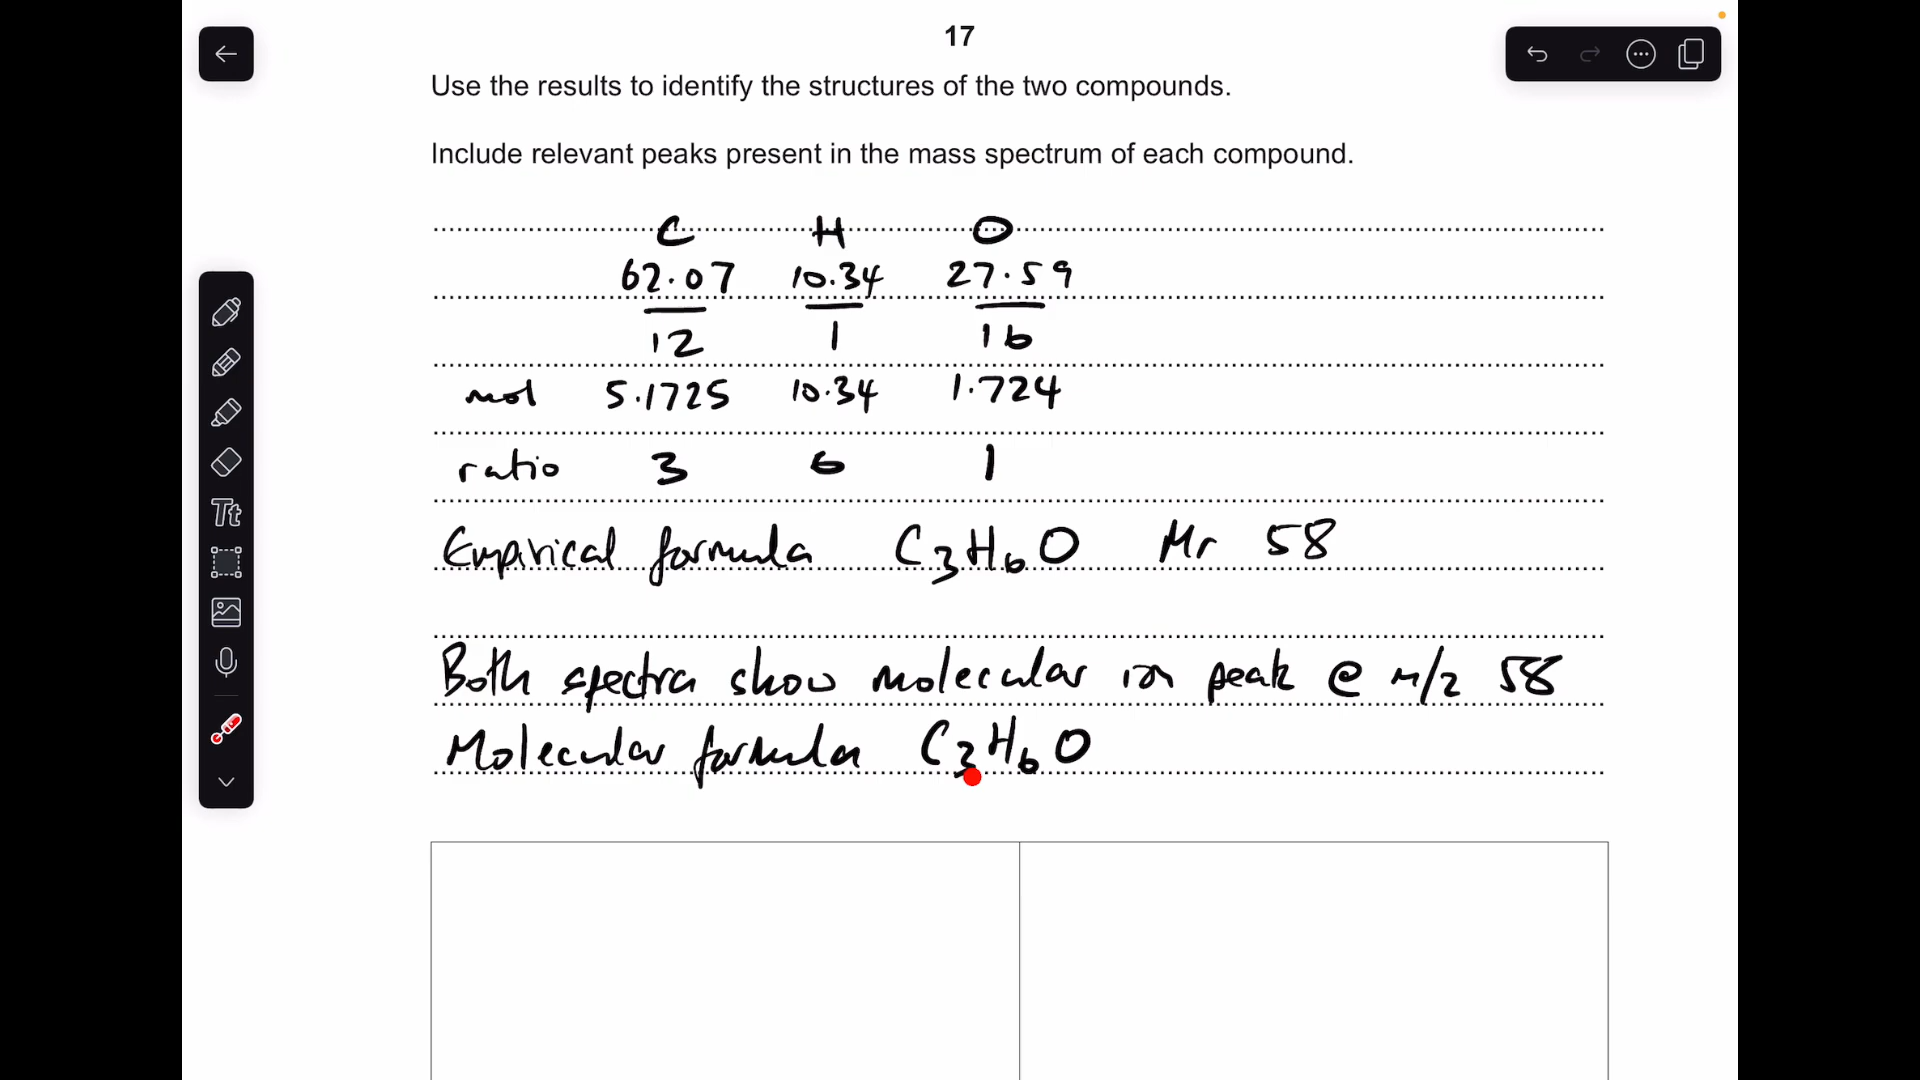 17
Use the results to identify the structures of the two compounds.
Include relevant peaks present in the mass spectrum of each compound.
C H O
62.07 10.34 27.59
12 1 16
mol 5.1725 10.34 1.724
ratio 3 6 1
Empirical formula C3H6O Mr 58
Both spectra show molecular ion peak @ m/z 58
Molecular formula C3H6O
Tt